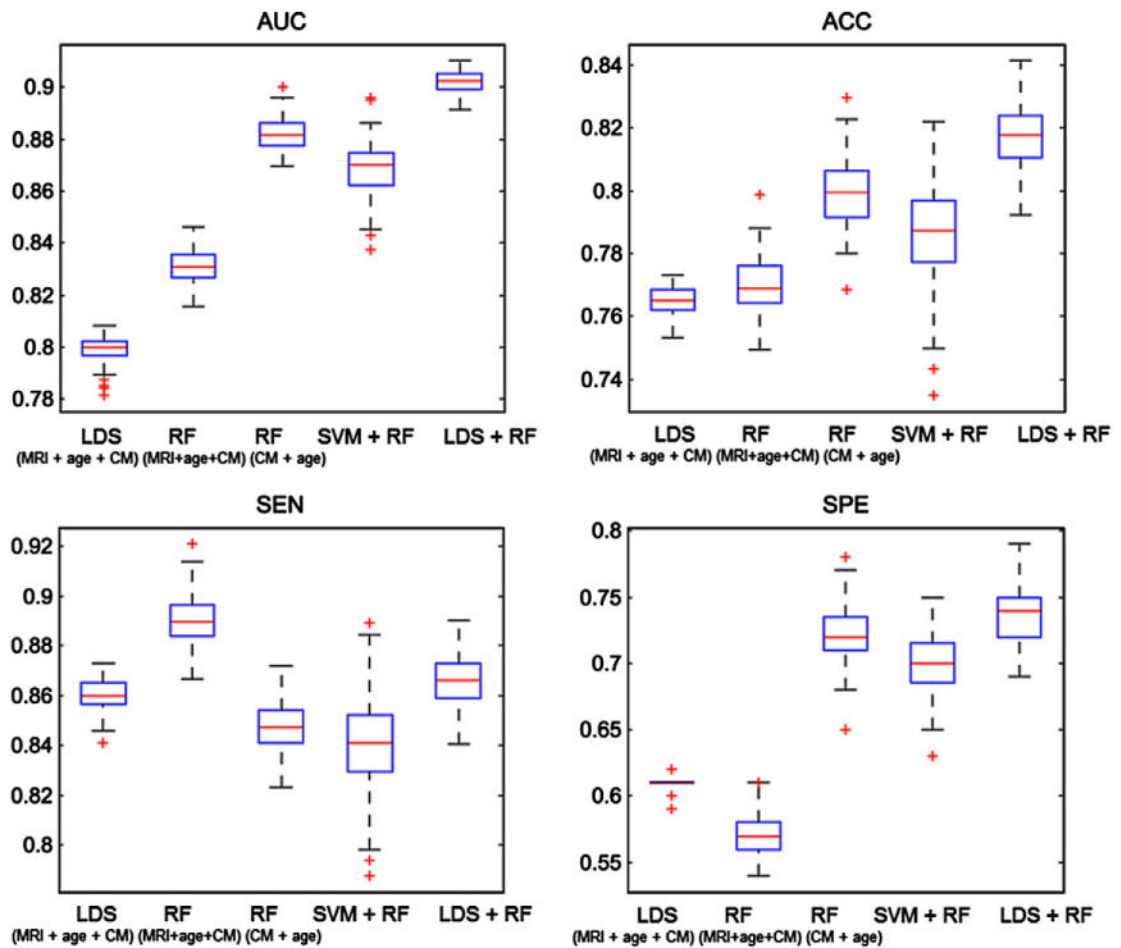 AUC
0.9
0.88
0.86
0.84
0.82
0.8
0.78
LDS RF RF SVM + RF LDS + RF
(MRI + age + CM) (MRI+age+CM) (CM + age)
ACC
0.84
0.82
0.8
0.78
0.76
0.74
LDS RF RF SVM + RF LDS + RF
(MRI + age + CM) (MRI+age+CM) (CM + age)
SEN
0.92
0.9
0.88
0.86
0.84
0.82
0.8
LDS RF RF SVM + RF LDS + RF
(MRI + age + CM) (MRI+age+CM) (CM + age)
SPE
0.8
0.75
0.7
0.65
0.6
0.55
LDS RF RF SVM + RF LDS + RF
(MRI + age + CM) (MRI+age+CM) (CM + age)